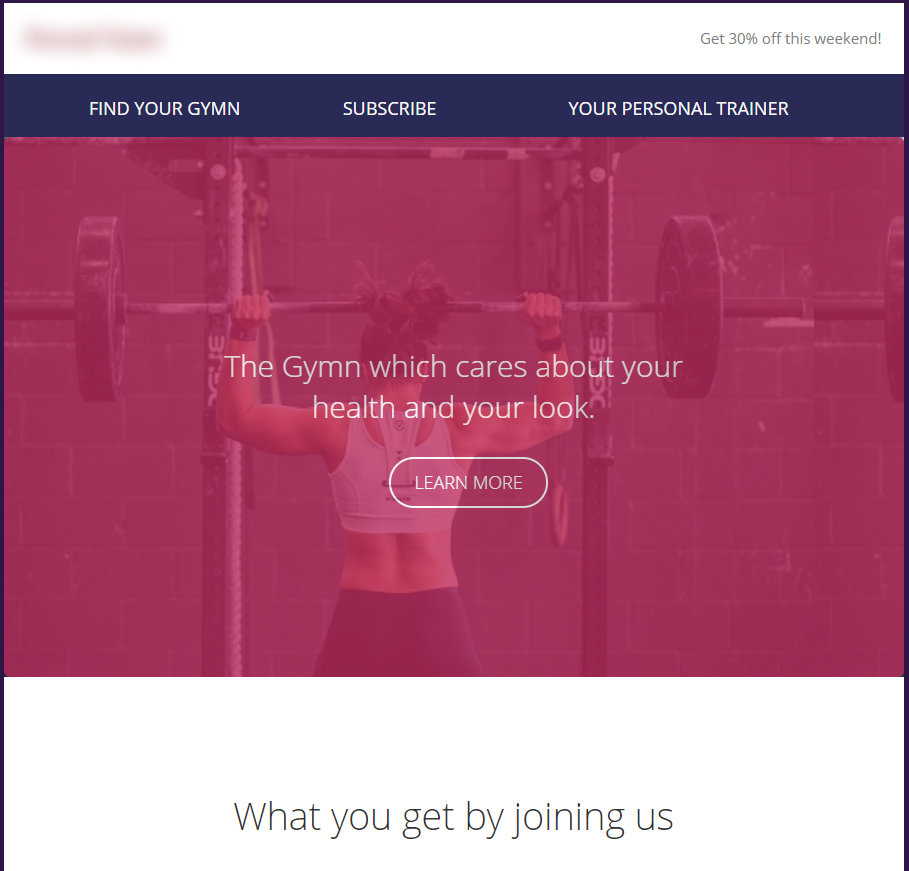 Get 30% off this weekend!
FIND YOUR GYMN SUBSCRIBE YOUR PERSONAL TRAINER
The Gymn which cares about your
health and your look.
LEARN MORE
What you get by joining us